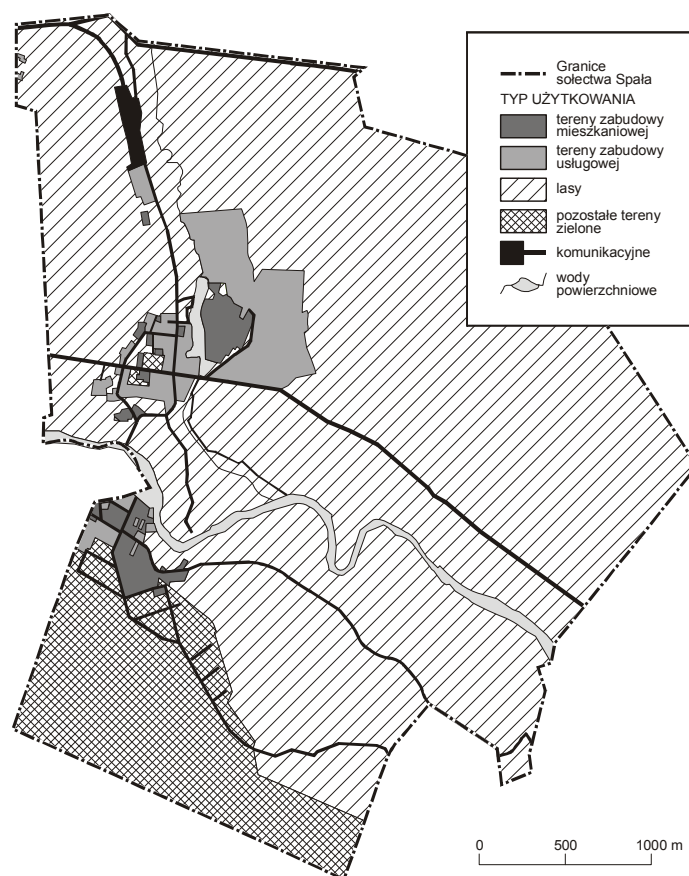 Granice
sołectwa Spała
TYP UŻYTKOWANIA
tereny zabudowy
mieszkaniowej
tereny zabudowy
usługowej
lasy
pozostałe tereny
zielone
komunikacyjne
wody
powierzchniowe
0 500 1000 m